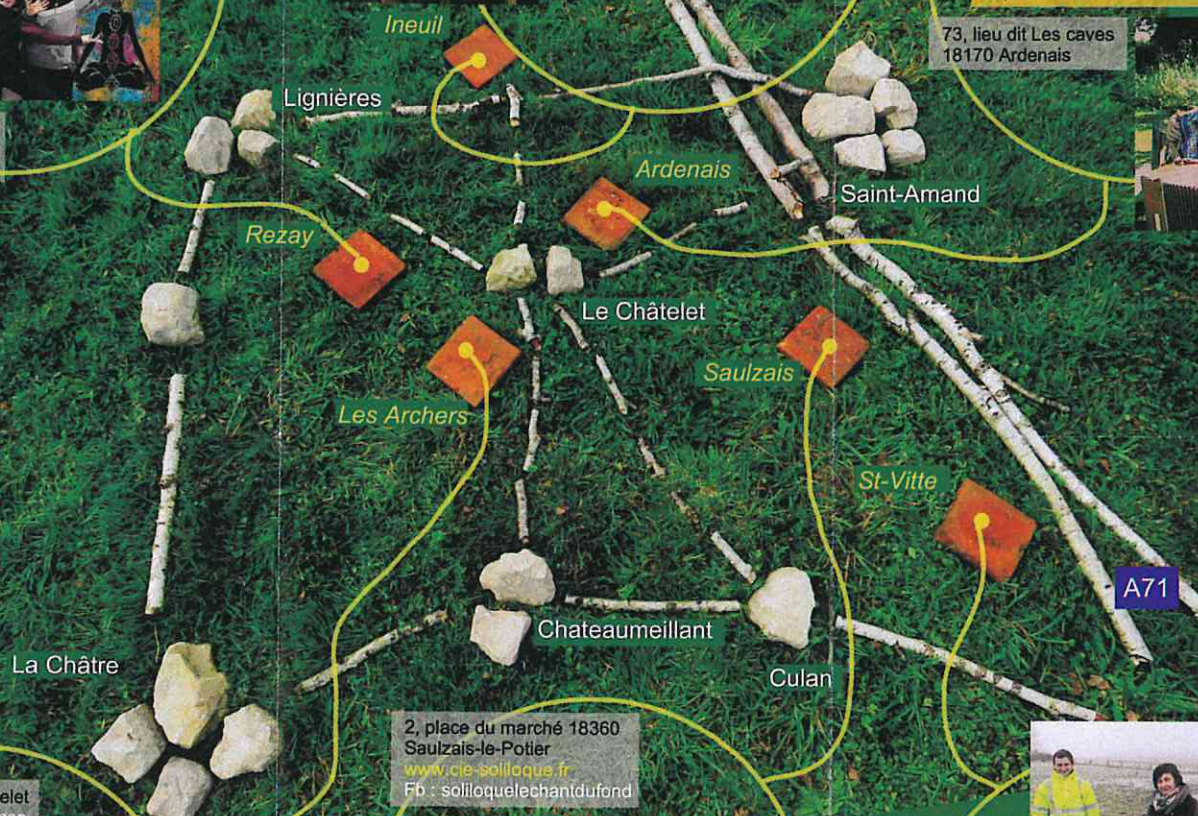 Ineuil
73, lieu dit Les caves
18170 Ardenais
Lignières
Ardenais
Saint-Amand
Rezay
Le Châtelet
Saulzais
Les Archers
St-Vitte
A71
Chateaumeillant
La Châtre
Culan
2, place du marché 18360
Saulzais-le-Potier
www.cie-soliloque.fr
Fb : soliloquelechantdufond
elet